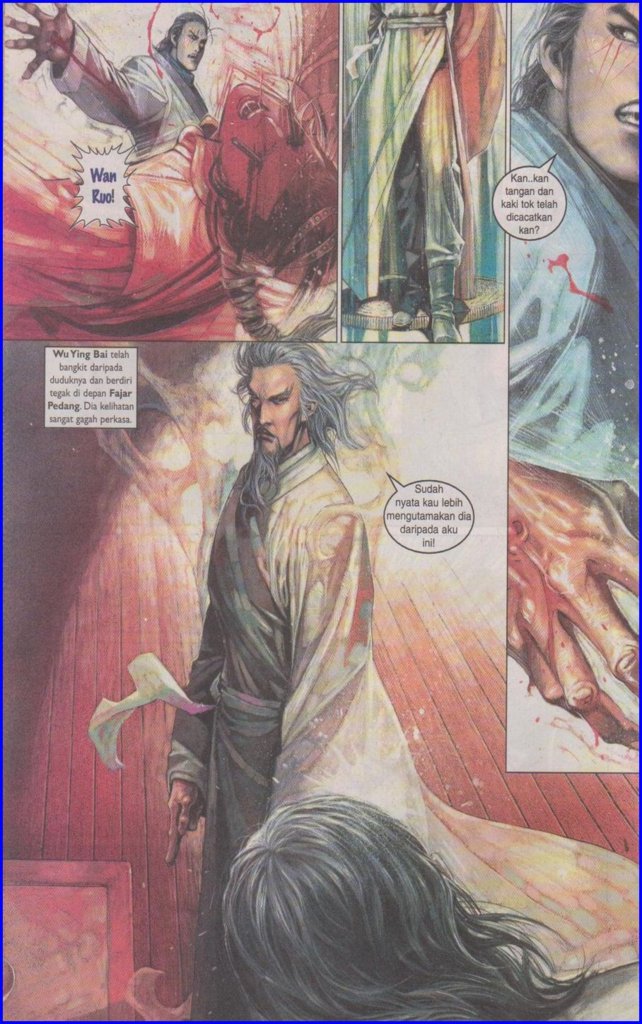 Wan
Ruo!
Kan..kan
tangan dan
kaki tok telah
dicacatkan
kan?
Wu Ying Bai telah
bangkit daripada
duduknya dan berdiri
tegak di depan Fajar
Pedang. Dia kelihatan
sangat gagah perkasa.
Sudah
nyata kau lebih
mengutamakan dia
daripada aku
ini!